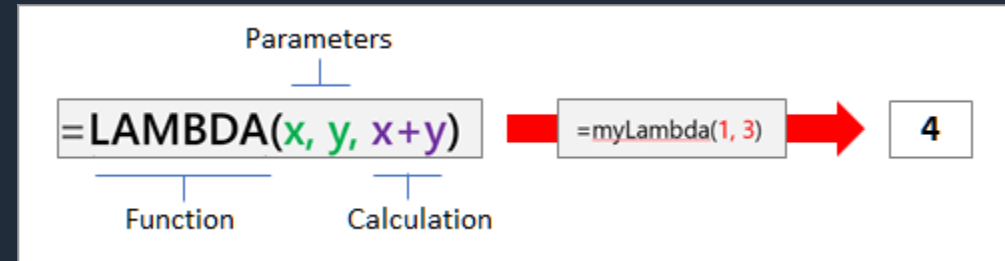 Parameters
=LAMBDA(x, y, x+y)
=myLambda(1, 3)
4
Function
Calculation